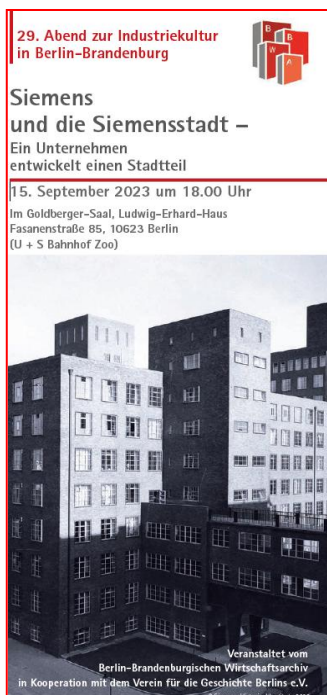 29. Abend zur Industriekultur
in Berlin-Brandenburg
B
B
W
A
Siemens
und die Siemensstadt –
Ein Unternehmen
entwickelt einen Stadtteil
15. September 2023 um 18.00 Uhr
Im Goldberger-Saal, Ludwig-Erhard-Haus
Fasanenstraße 85, 10623 Berlin
(U + S Bahnhof Zoo)
Veranstaltet vom
Berlin-Brandenburgischen Wirtschaftsarchiv
in Kooperation mit dem Verein für die Geschichte Berlins e.V.